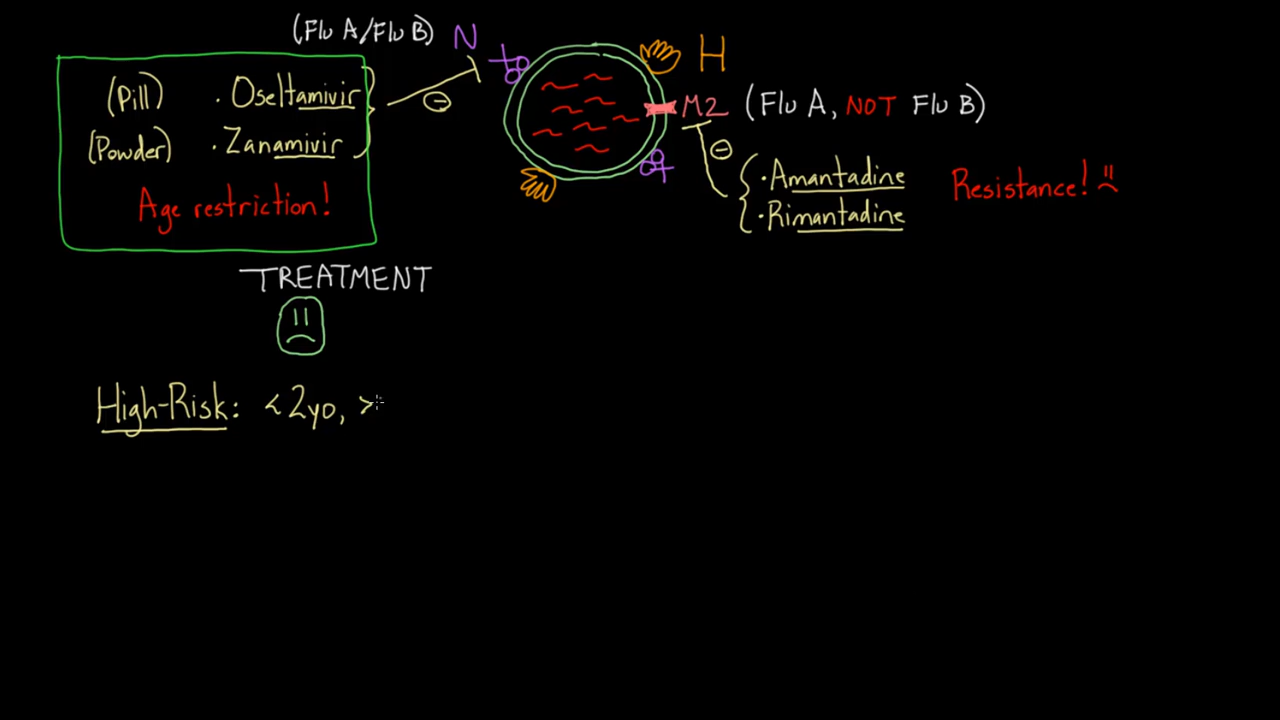 (Flu A/Flu B) N
(Pill) . Oseltamivir
(Powder) . Zanamivir
Age restriction!
H
M2 (Flu A, NOT Flu B)
. Amantadine
. Rimantadine
Resistance!
TREATMENT
High-Risk: <2yo, >